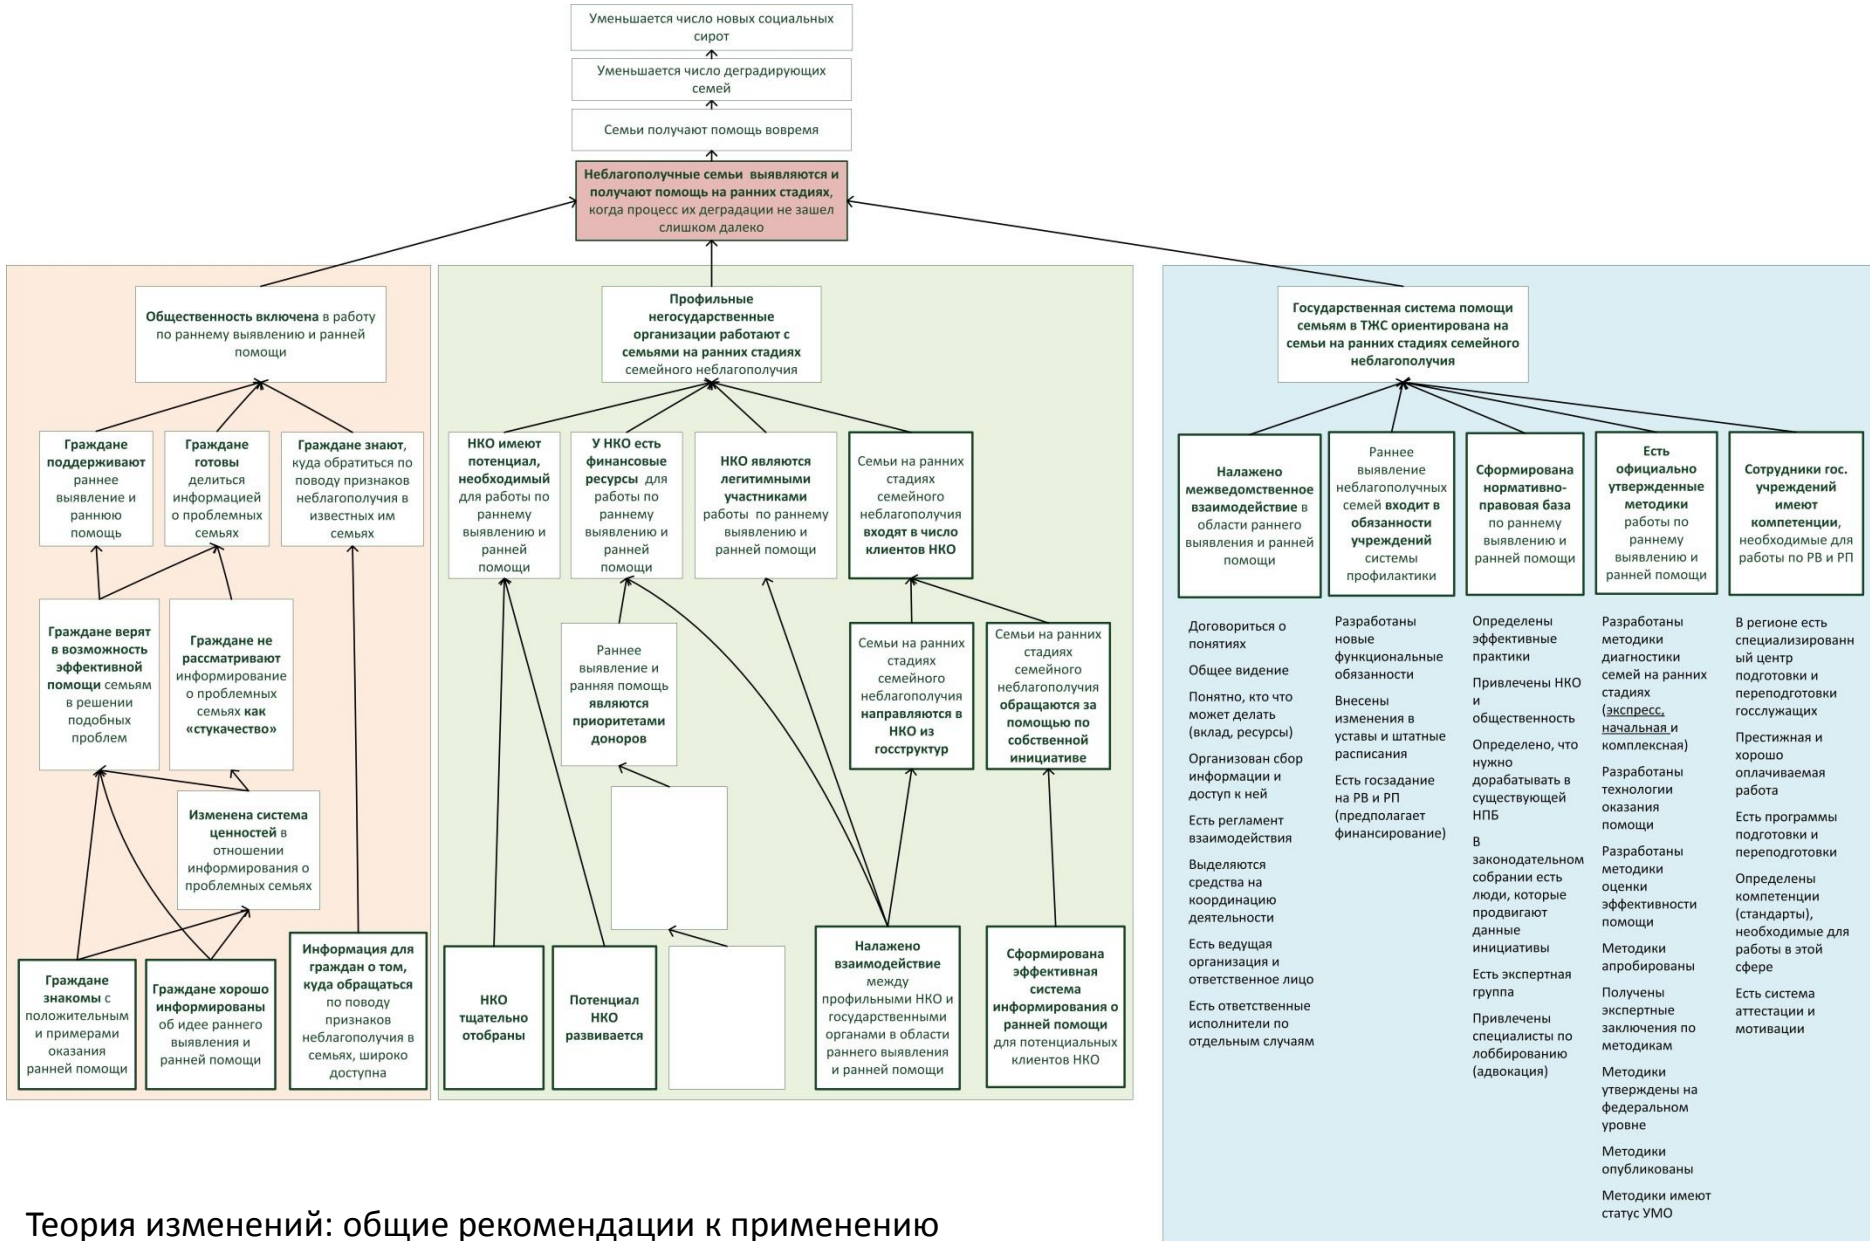 Уменьшается число новых социальных
сирот
Уменьшается число деградирующих
семей
Семьи получают помощь вовремя
Неблагополучные семьи выявляются и
получают помощь на ранних стадиях,
когда процесс их деградации не зашел
слишком далеко
Общественность включена в работу
по раннему выявлению и ранней
помощи
Граждане
поддерживают
раннее
выявление и
раннюю
помощь
Граждане
готовы
делиться
информацией
о проблемных
семьях
Граждане знают,
куда обратиться по
поводу признаков
неблагополучия в
известных им
семьях
Граждане верят
в возможность
эффективной
помощи семьям
в решении
подобных
проблем
Граждане не
рассматривают
информирование
о проблемных
семьях как
«стукачество»
Изменена система
ценностей в
отношении
информирования о
проблемных семьях
Граждане
знакомы с
положительным
и примерами
оказания
ранней помощи
Граждане хорошо
информированы
об идее раннего
выявления и
ранней помощи
Информация для
граждан о том,
куда обращаться
по поводу
признаков
неблагополучия в
семьях, широко
доступна
Профильные
негосударственные
организации работают с
семьями на ранних стадиях
семейного неблагополучия
НКО имеют
потенциал,
необходимый
для работы по
раннему
выявлению и
ранней
помощи
У НКО есть
финансовые
ресурсы для
работы по
раннему
выявлению и
ранней
помощи
НКО являются
легитимными
участниками
работы по раннему
выявлению и
ранней помощи
Семьи на ранних
стадиях
семейного
неблагополучия
входят в число
клиентов НКО
Раннее
выявление и
ранняя помощь
являются
приоритетами
доноров
Семьи на ранних
стадиях
семейного
неблагополучия
направляются в
НКО из
госструктур
Семьи на ранних
стадиях
семейного
неблагополучия
обращаются за
помощью по
собственной
инициативе
НКО
тщательно
отобраны
Потенциал
НКО
развивается
Налажено
взаимодействие
между
профильными НКО и
государственными
органами в области
раннего выявления
и ранней помощи
Сформирована
эффективная
система
информирования о
ранней помощи
для потенциальных
клиентов НКО
Государственная система помощи
семьям в ТЖС ориентирована на
семьи на ранних стадиях семейного
неблагополучия
Налажено
межведомственное
взаимодействие в
области раннего
выявления и ранней
помощи
Договориться о
понятиях
Общее видение
Понятно, кто что
может делать
(вклад, ресурсы)
Организован сбор
информации и
доступ к ней
Есть регламент
взаимодействия
Выделяются
средства на
координацию
деятельности
Есть ведущая
организация и
ответственное лицо
Есть ответственные
исполнители по
отдельным случаям
Раннее
выявление
неблагополучных
семей входит в
обязанности
учреждений
системы
профилактики
Разработаны
новые
функциональные
обязанности
Внесены
изменения в
уставы и штатные
расписания
Есть госзадание
на РВ и РП
(предполагает
финансирование)
Сформирована
нормативно-
правовая база
по раннему
выявлению и
ранней помощи
Определены
эффективные
практики
Привлечены НКО
и
общественность
Определено, что
нужно
дорабатывать в
существующей
НПБ
В
законодательном
собрании есть
люди, которые
продвигают
данные
инициативы
Есть экспертная
группа
Привлечены
специалисты по
лоббированию
(адвокация)
Есть
официально
утвержденные
методики
работы по
раннему
выявлению и
ранней помощи
Разработаны
методики
диагностики
семей на ранних
стадиях
(экспресс,
начальная и
комплексная)
Разработаны
технологии
оказания
помощи
Разработаны
методики
оценки
эффективности
помощи
Методики
апробированы
Получены
экспертные
заключения по
методикам
Методики
утверждены на
федеральном
уровне
Методики
опубликованы
Методики имеют
статус УМО
Сотрудники гос.
учреждений
имеют
компетенции,
необходимые для
работы по РВ и РП
В регионе есть
специализированн
ый центр
подготовки и
переподготовки
госслужащих
Престижная и
хорошо
оплачиваемая
работа
Есть программы
подготовки и
переподготовки
Определены
компетенции
(стандарты),
необходимые для
работы в этой
сфере
Есть система
аттестации и
мотивации
Теория изменений: общие рекомендации к применению